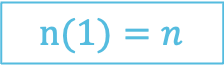 n(1) = n